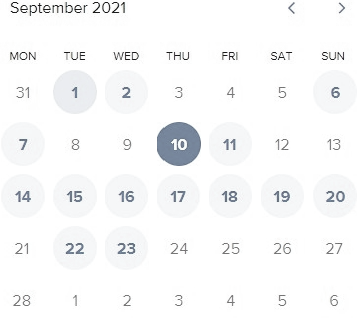 September 2021
MON TUE WED THU FRI SAT SUN
31 1 2 3 4 5 6
7 8 9 10 11 12 13
14 15 16 17 18 19 20
21 22 23 24 25 26 27
28 1 2 3 4 5 6